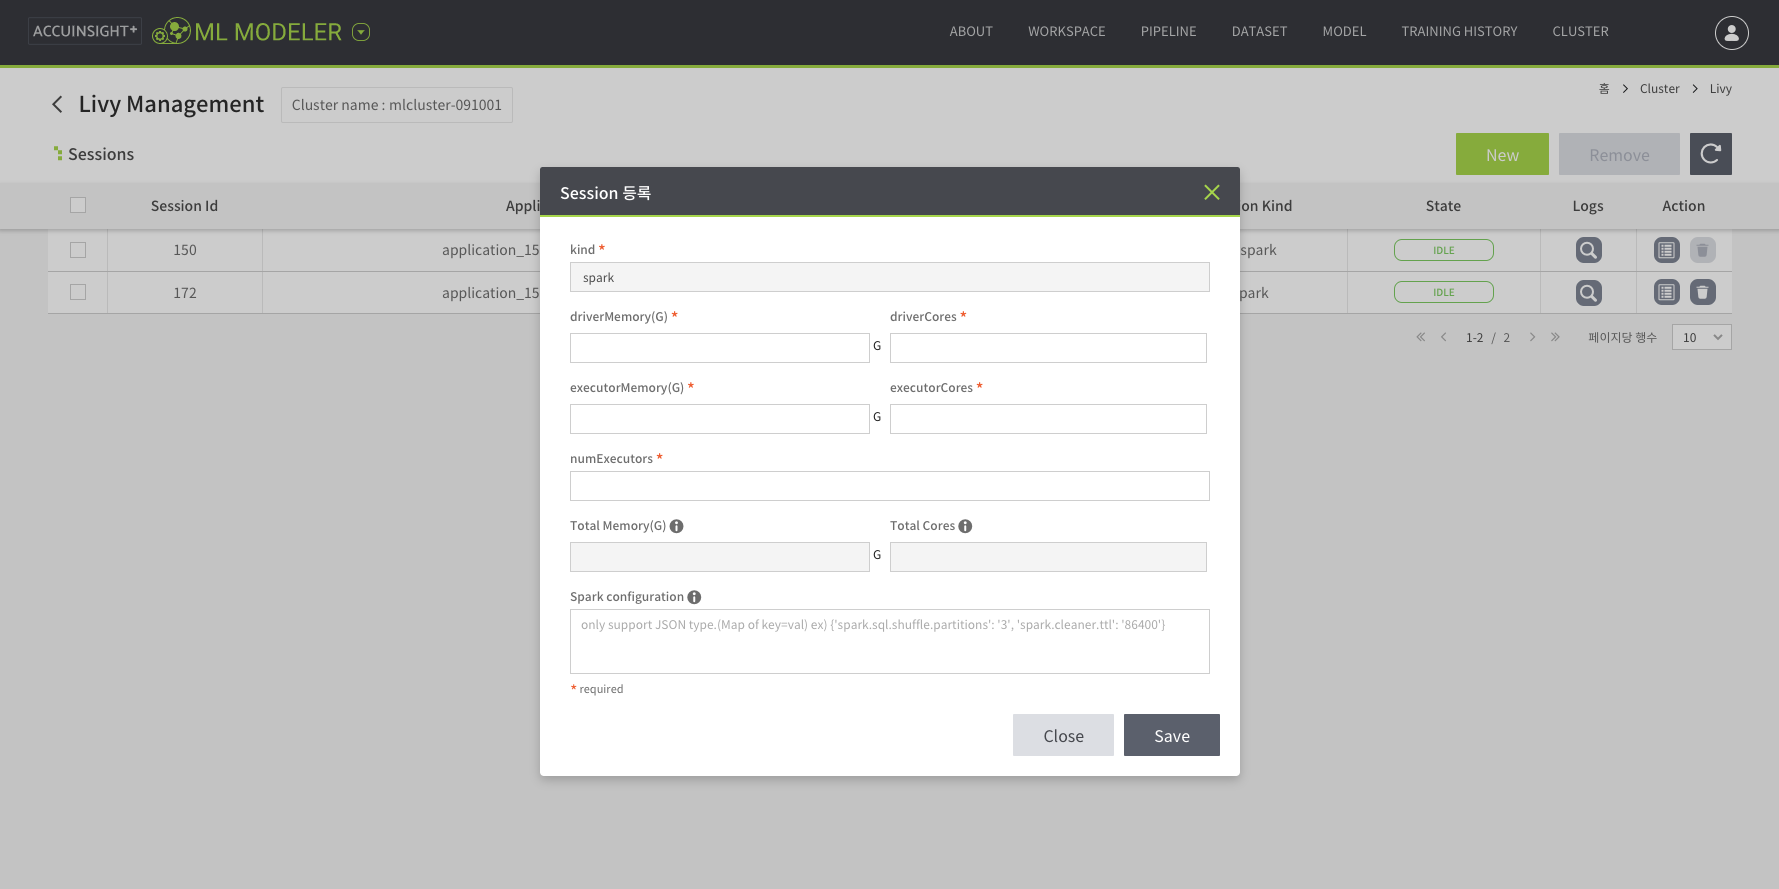 ACCUINSIGHT+ ML MODELER ABOUT WORKSPACE PIPELINE DATASET MODEL TRAINING HISTORY CLUSTER
Livy Management Cluster name : mlcluster-091001 홈 > Cluster > Livy
Sessions New Remove
Session 등록
Session Id Appli on Kind State Logs Action
150 application_15 spark IDLE
172 application_15 park IDLE
1-2 / 2 페이지당 행수 10
kind *
spark
driverMemory(G) * driverCores *
G
executorMemory(G) * executorCores *
G
numExecutors *
Total Memory(G) Total Cores
G
Spark configuration
only support JSON type.(Map of key=val) ex) {'spark.sql.shuffle.partitions': '3', 'spark.cleaner.ttl': '86400'}
* required
Close Save